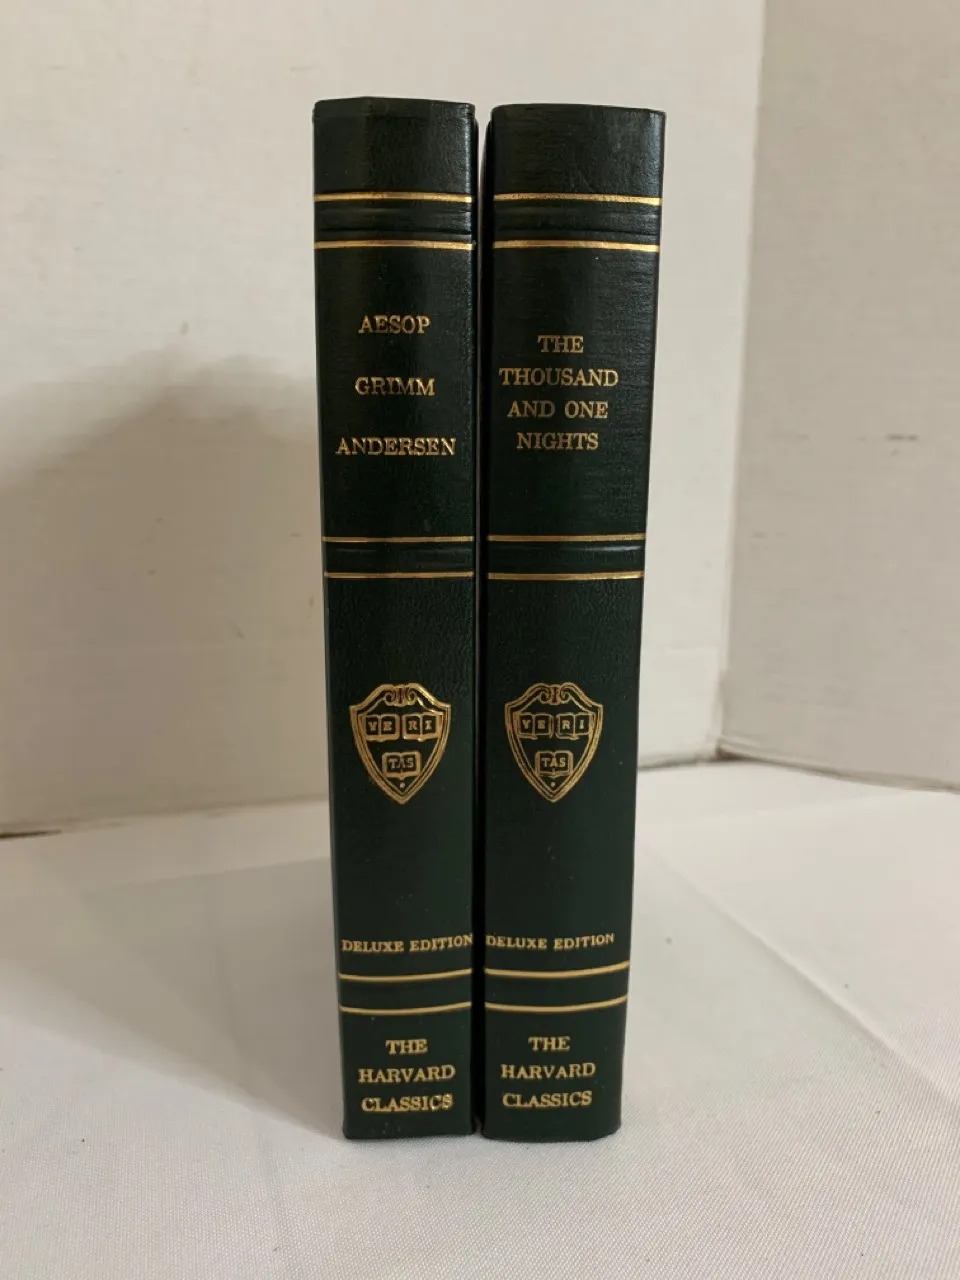 AESOP
GRIMM
ANDERSEN
VE RI
TAS
DELUXE EDITION
THE
HARVARD
CLASSICS
THE
THOUSAND
AND ONE
NIGHTS
VE RI
TAS
DELUXE EDITION
THE
HARVARD
CLASSICS